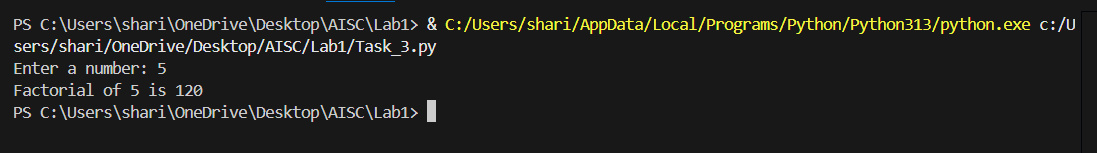 PS C:\Users\shari\OneDrive\Desktop\AISC\Lab1> & C:/Users/shari/AppData/Local/Programs/Python/Python313/python.exe c:/U
sers/shari/OneDrive/Desktop/AISC/Lab1/Task_3.py
Enter a number: 5
Factorial of 5 is 120
PS C:\Users\shari\OneDrive\Desktop\AISC\Lab1>